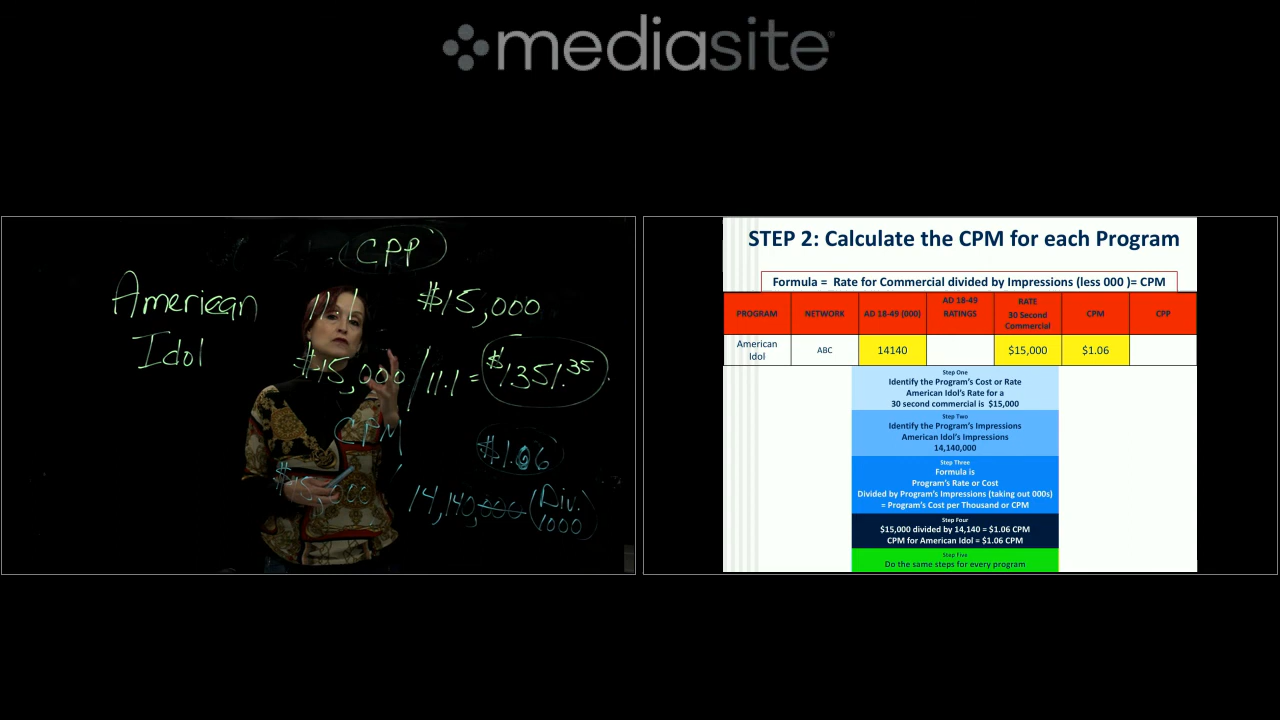 mediasite
CPP
American 11.1 $15,000
Idol
$15,000 / 11.1 = $1351.35
CPM
$1.06
$15,000 14,140,000 (Div. 1000)
STEP 2: Calculate the CPM for each Program
Formula = Rate for Commercial divided by Impressions (less 000 )= CPM
PROGRAM NETWORK AD 18-49 (000) AD 18-49 RATINGS RATE 30 Second Commercial CPM CPP
American Idol ABC 14140 $15,000 $1.06
Step One
Identify the Program's Cost or Rate
American Idol's Rate for a
30 second commercial is $15,000
Step Two
Identify the Program's Impressions
American Idol's Impressions
14,140,000
Step Three
Formula is
Program's Rate or Cost
Divided by Program's Impressions (taking out 000s)
= Program's Cost per Thousand or CPM
Step Four
$15,000 divided by 14,140 = $1.06 CPM
CPM for American Idol = $1.06 CPM
Step Five
Do the same steps for every program